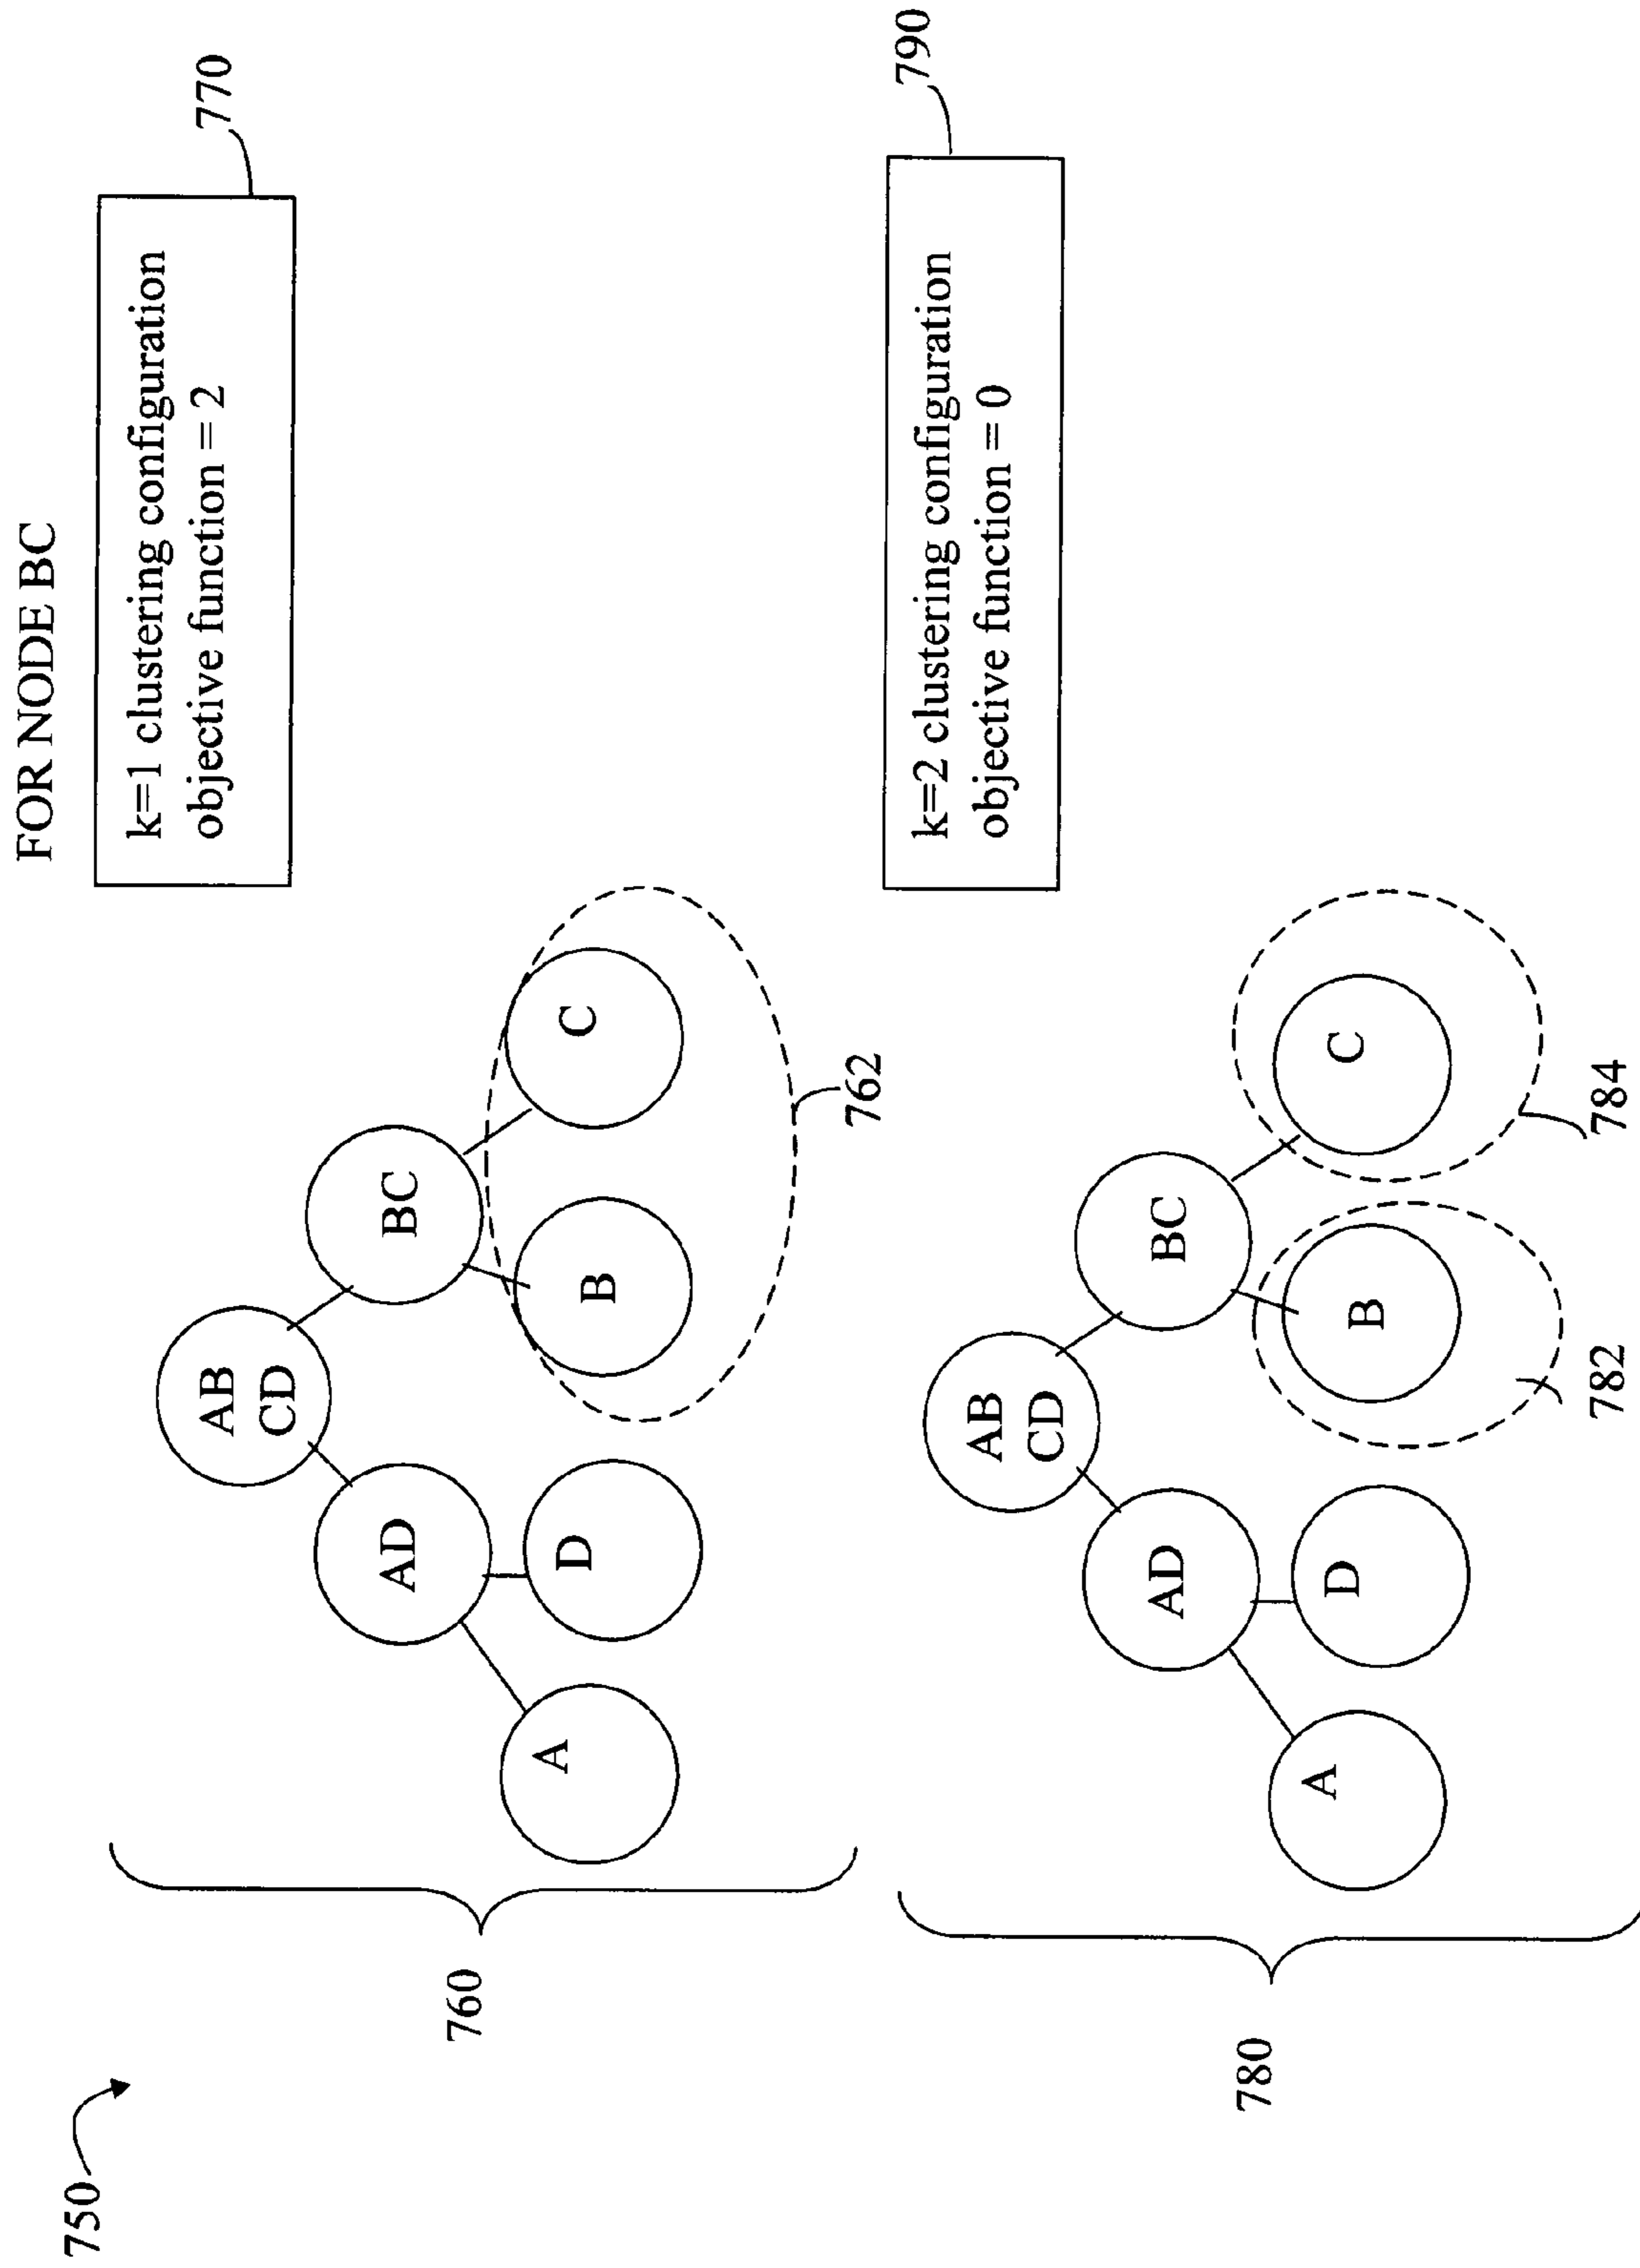 750
FOR NODE BC
760
AB
CD
AD
BC
A
D
B
C
762
k=1 clustering configuration
objective function = 2
770
780
AB
CD
AD
BC
A
D
B
C
782
784
k=2 clustering configuration
objective function = 0
790